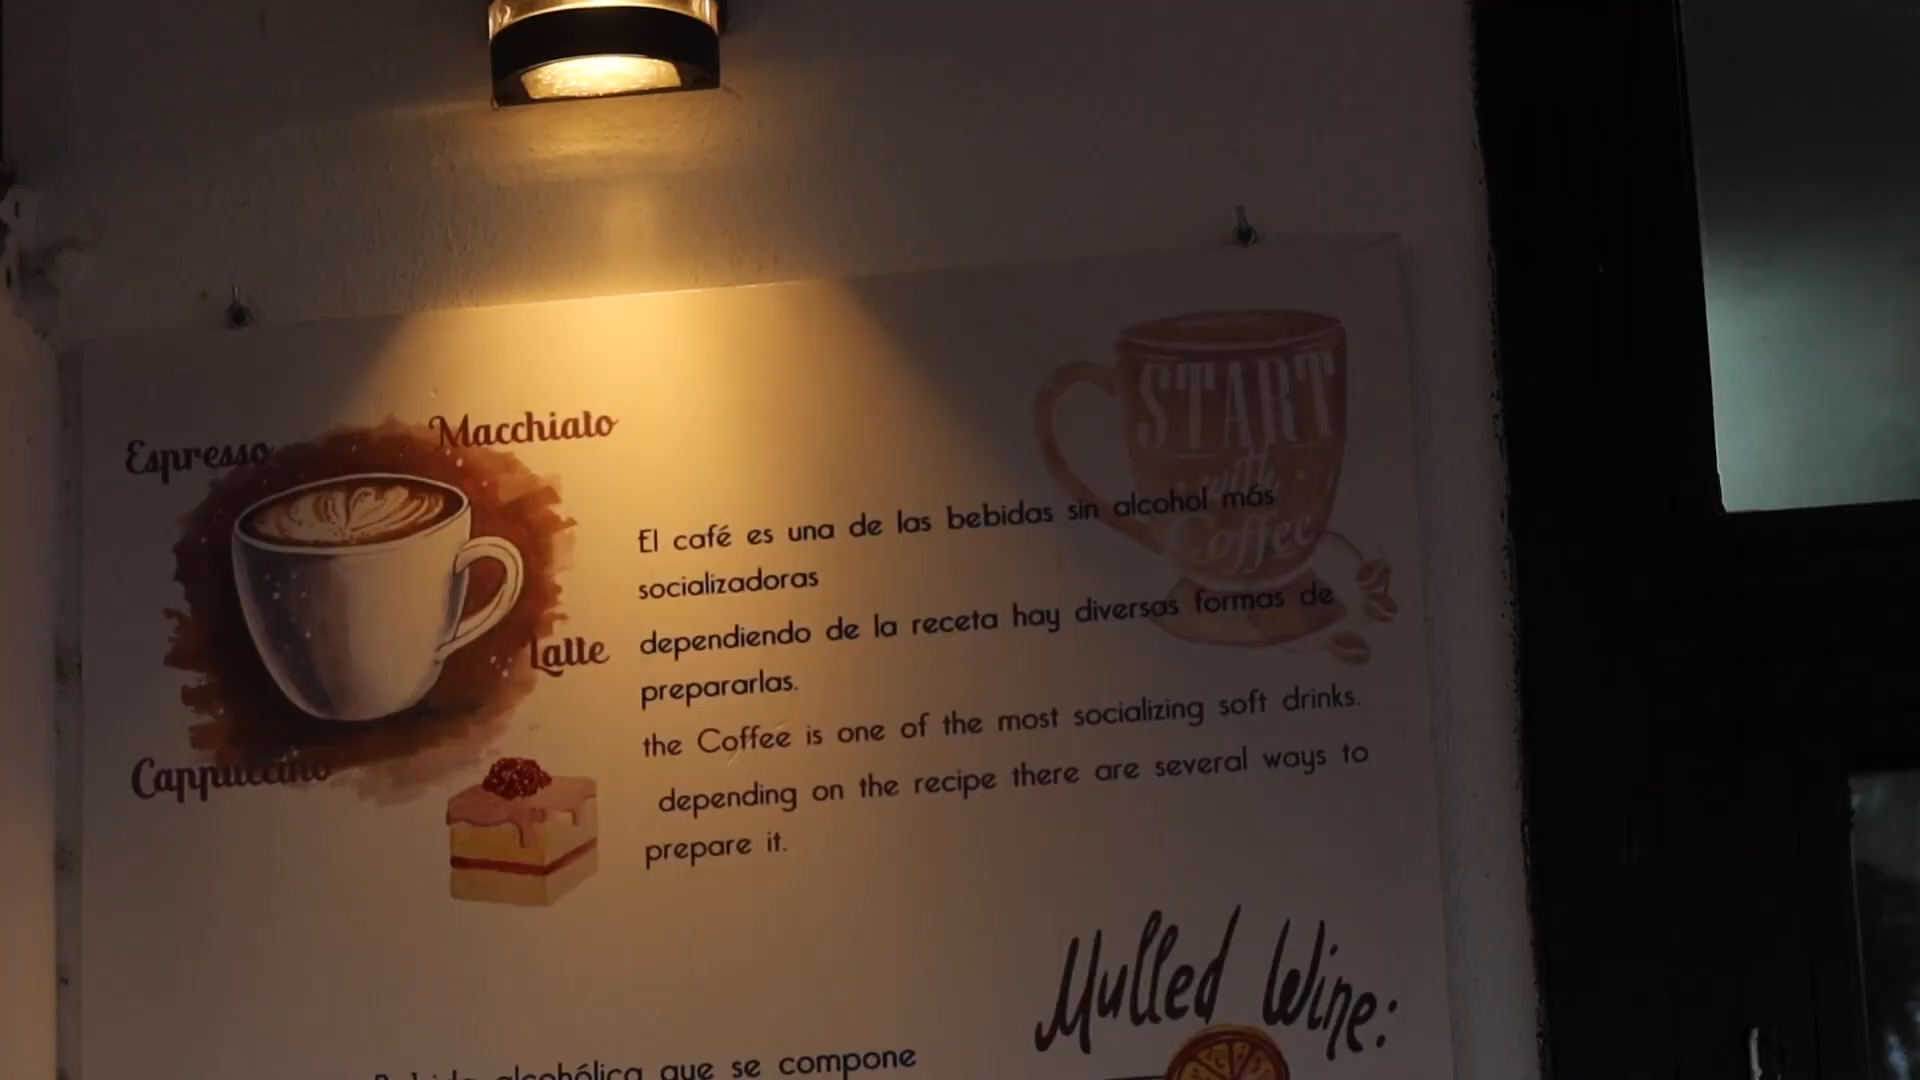 Espresso
Macchiato
Latte
Cappuccino
START
with
Coffee
El café es una de las bebidas sin alcohol más
socializadoras
dependiendo de la receta hay diversas formas de
prepararlas.
the Coffee is one of the most socializing soft drinks.
depending on the recipe there are several ways to
prepare it.
Mulled Wine:
alcohólica que se compone